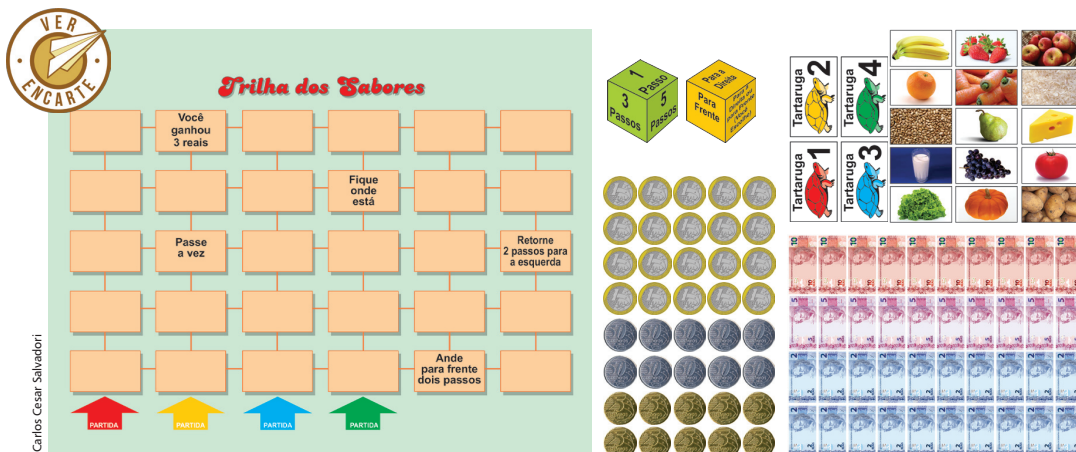 VER
ENCARTE
Trilha dos Sabores
Você
ganhou
3 reais
Fique
onde
está
Passe
a vez
Retorne
2 passos para
a esquerda
Ande
para frente
dois passos
PARTIDA
PARTIDA
PARTIDA
PARTIDA
Carlos Cesar Salvadori
1
Passo
3
Passos
5
Passos
Para a
Direita
Para
Frente
Tartaruga 2
Tartaruga 4
Tartaruga 1
Tartaruga 3